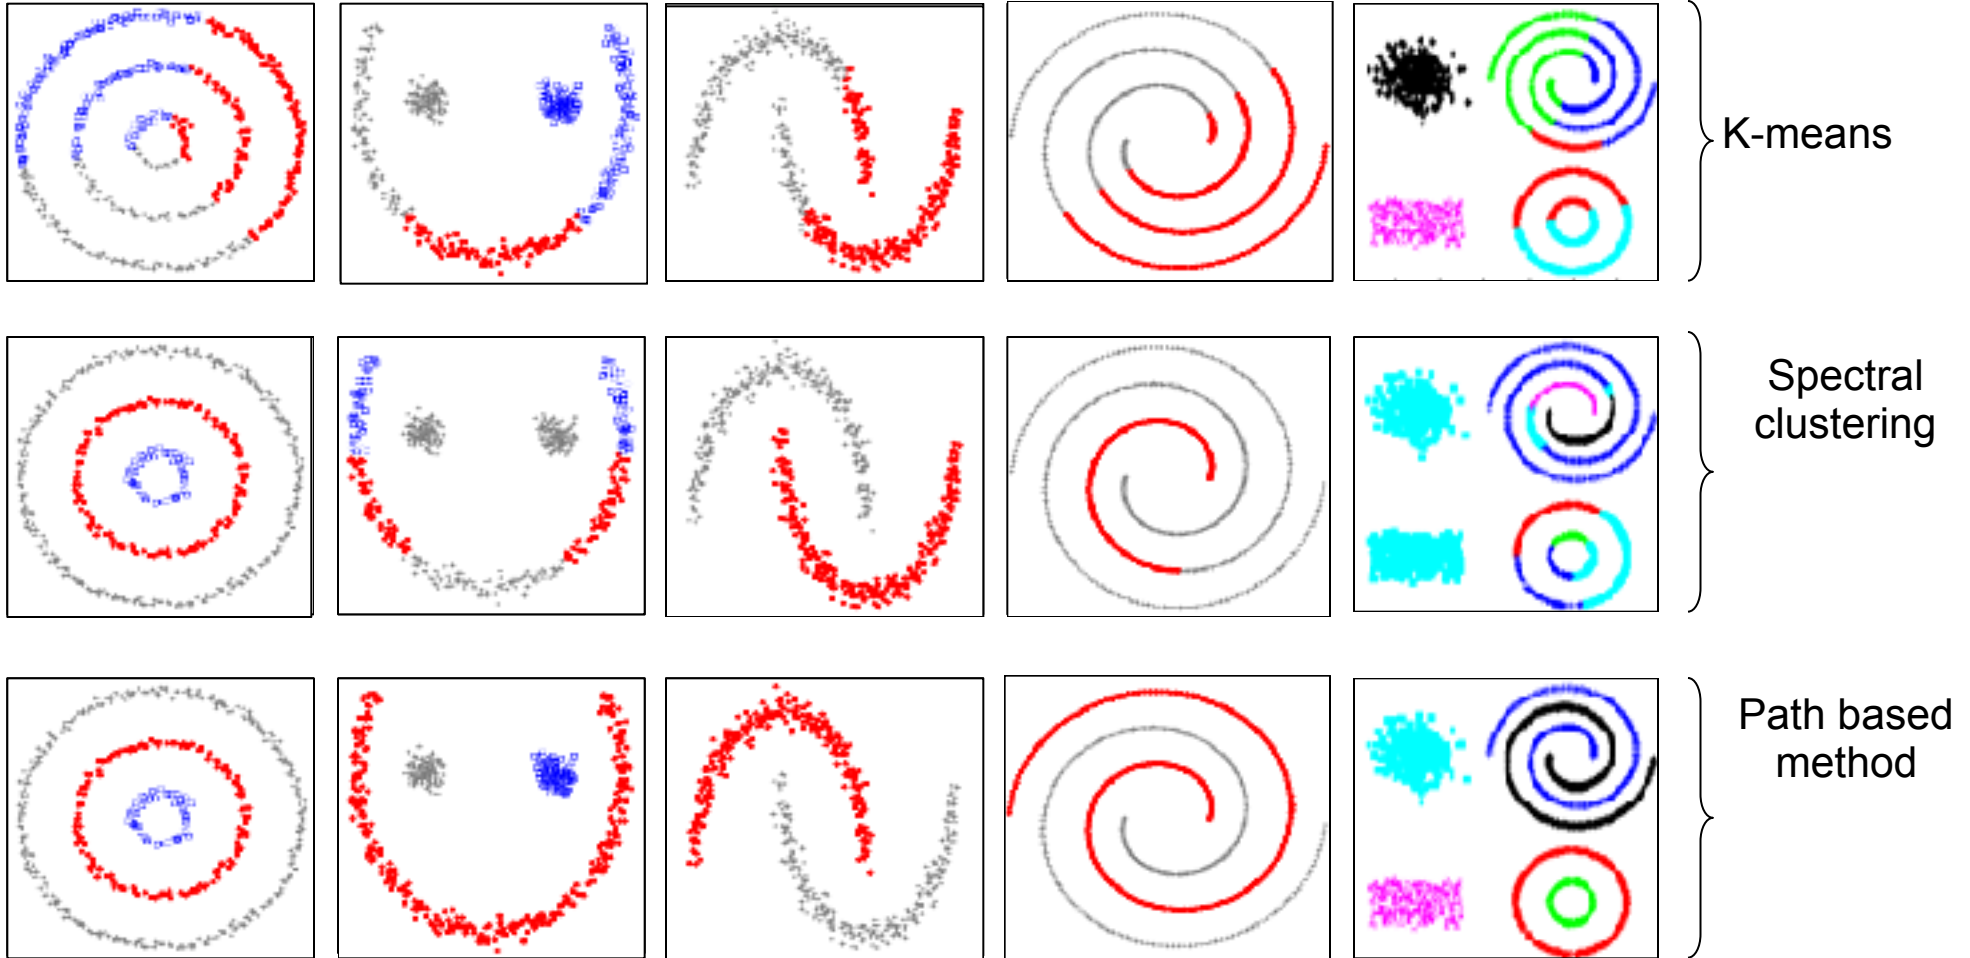 K-means
Spectral
clustering
Path based
method